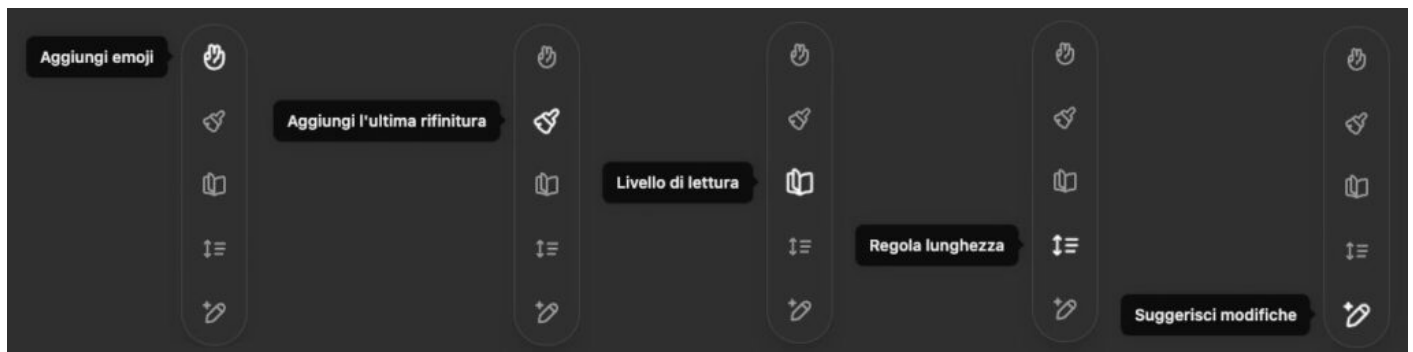 Aggiungi emoji
Aggiungi l'ultima rifinitura
Livello di lettura
Regola lunghezza
Suggerisci modifiche